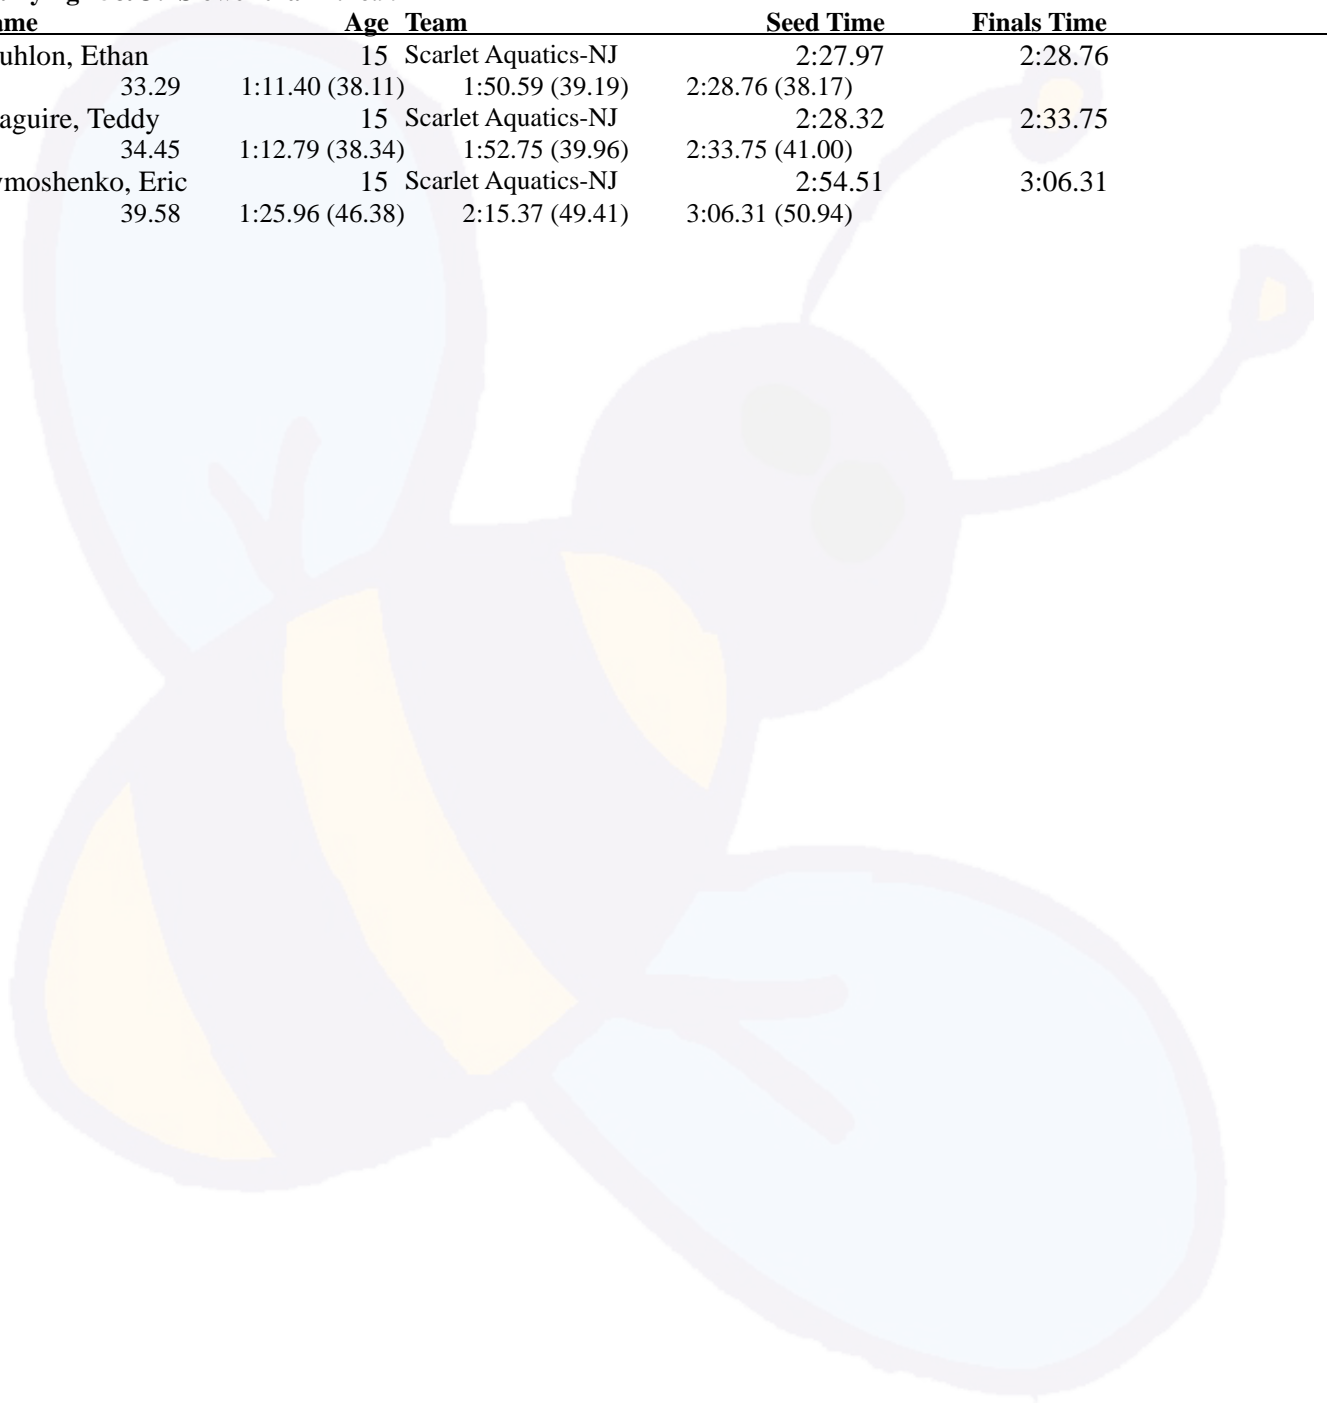 ame Age Team Seed Time Finals Time
uhlon, Ethan 15 Scarlet Aquatics-NJ 2:27.97 2:28.76
33.29 1:11.40 (38.11) 1:50.59 (39.19) 2:28.76 (38.17)
aguire, Teddy 15 Scarlet Aquatics-NJ 2:28.32 2:33.75
34.45 1:12.79 (38.34) 1:52.75 (39.96) 2:33.75 (41.00)
ymoshenko, Eric 15 Scarlet Aquatics-NJ 2:54.51 3:06.31
39.58 1:25.96 (46.38) 2:15.37 (49.41) 3:06.31 (50.94)